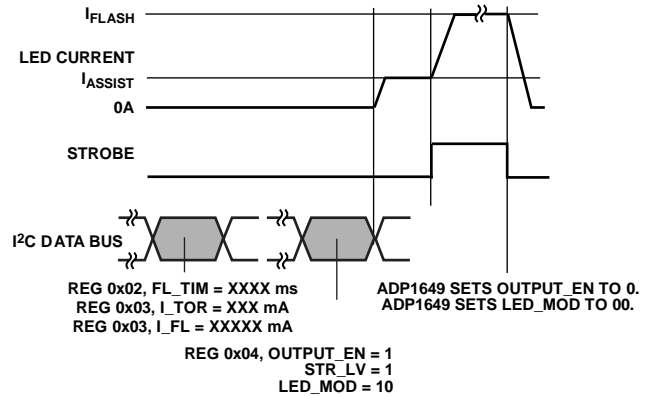 IFLASH
LED CURRENT
IASSIST
0A
STROBE
I2C DATA BUS
REG 0x02, FL_TIM = XXXX ms
REG 0x03, I_TOR = XXX mA
REG 0x03, I_FL = XXXXX mA
ADP1649 SETS OUTPUT_EN TO 0.
ADP1649 SETS LED_MOD TO 00.
REG 0x04, OUTPUT_EN = 1
STR_LV = 1
LED_MOD = 10